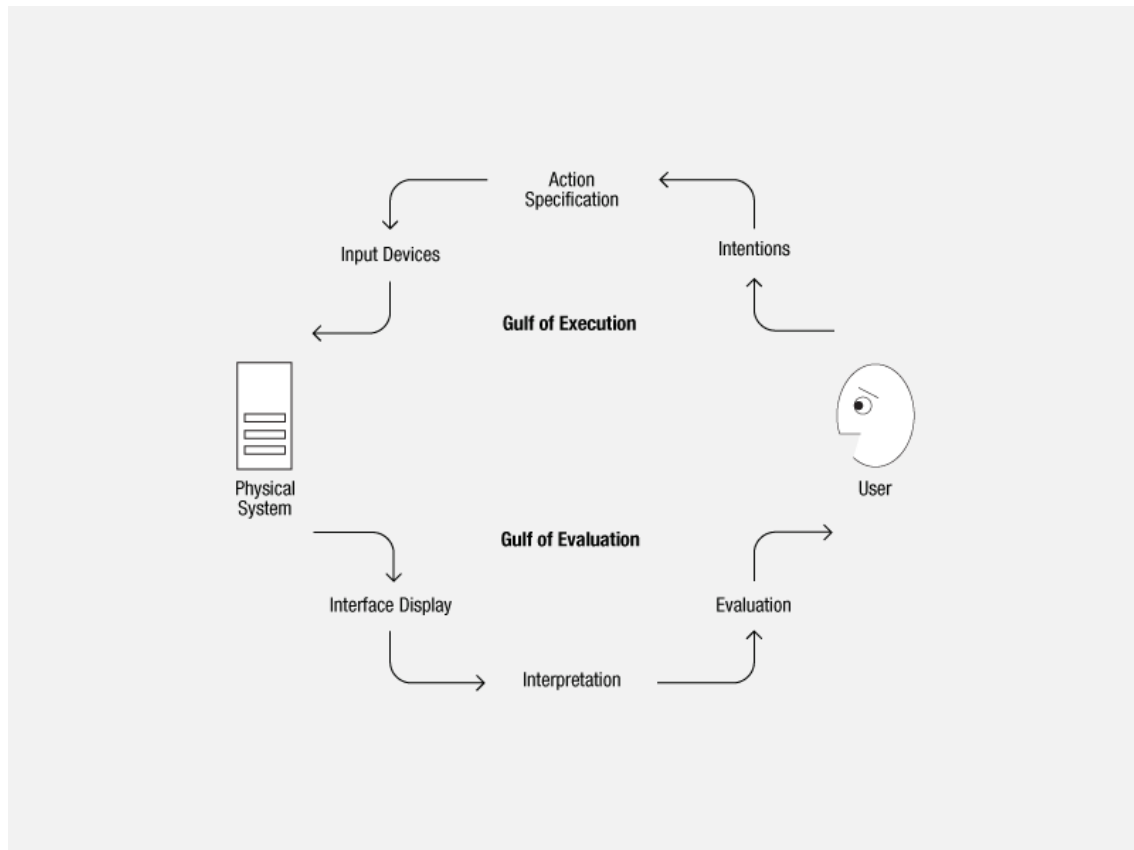 Action
Specification
Input Devices
Intentions
Gulf of Execution
Physical
System
User
Gulf of Evaluation
Interface Display
Evaluation
Interpretation